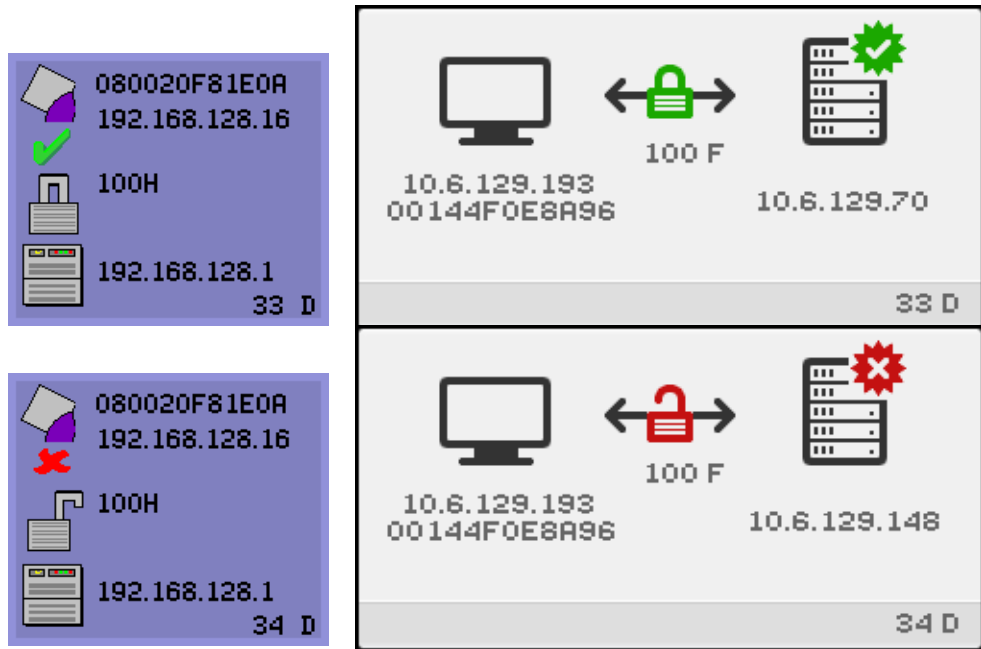 080020F81E0A
192.168.128.16
100H
192.168.128.1
33 D
100 F
10.6.129.193
00144F0E8A96
10.6.129.70
33 D
080020F81E0A
192.168.128.16
100H
192.168.128.1
34 D
100 F
10.6.129.193
00144F0E8A96
10.6.129.148
34 D